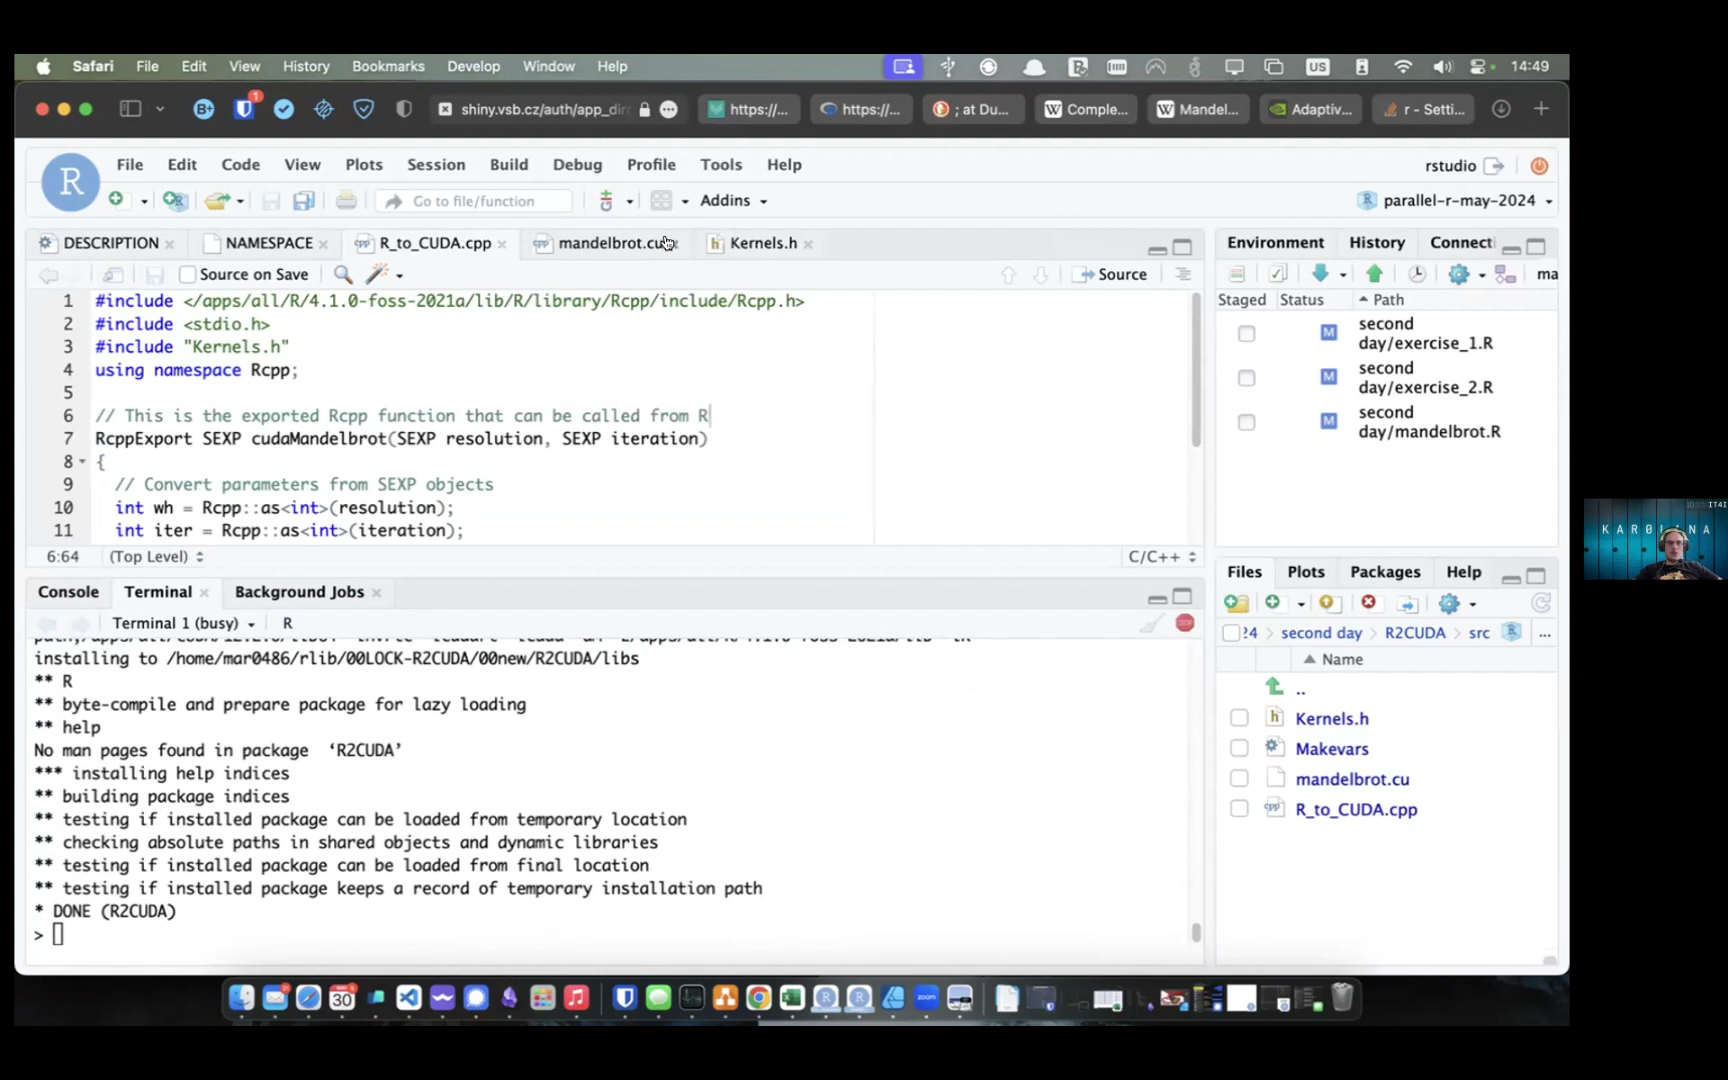 Safari File Edit View History Bookmarks Develop Window Help US 14:49
B+ 1 shiny.vsb.cz/auth/app_dir https://... https://... ; at Du... W Comple... W Mandel... Adaptiv... r - Setti...
R File Edit Code View Plots Session Build Debug Profile Tools Help rstudio
Go to file/function Addins parallel-r-may-2024
DESCRIPTION NAMESPACE R_to_CUDA.cpp mandelbrot.cu Kernels.h
Source on Save Source
1 #include </apps/all/R/4.1.0-foss-2021a/lib/R/library/Rcpp/include/Rcpp.h>
2 #include <stdio.h>
3 #include "Kernels.h"
4 using namespace Rcpp;
5
6 // This is the exported Rcpp function that can be called from R
7 RcppExport SEXP cudaMandelbrot(SEXP resolution, SEXP iteration)
8 {
9 // Convert parameters from SEXP objects
10 int wh = Rcpp::as<int>(resolution);
11 int iter = Rcpp::as<int>(iteration);
6:64 (Top Level) C/C++
Console Terminal Background Jobs
Terminal 1 (busy) R
installing to /home/mar0486/rlib/00LOCK-R2CUDA/00new/R2CUDA/libs
** R
** byte-compile and prepare package for lazy loading
** help
No man pages found in package ‘R2CUDA’
*** installing help indices
** building package indices
** testing if installed package can be loaded from temporary location
** checking absolute paths in shared objects and dynamic libraries
** testing if installed package can be loaded from final location
** testing if installed package keeps a record of temporary installation path
* DONE (R2CUDA)
>
Environment History Connecti
ma
Staged Status Path
M second
day/exercise_1.R
M second
day/exercise_2.R
M second
day/mandelbrot.R
Files Plots Packages Help
24 > second day > R2CUDA > src ...
Name
..
h Kernels.h
Makevars
mandelbrot.cu
cpp R_to_CUDA.cpp
IT4I
KAROLINA
30 zoom